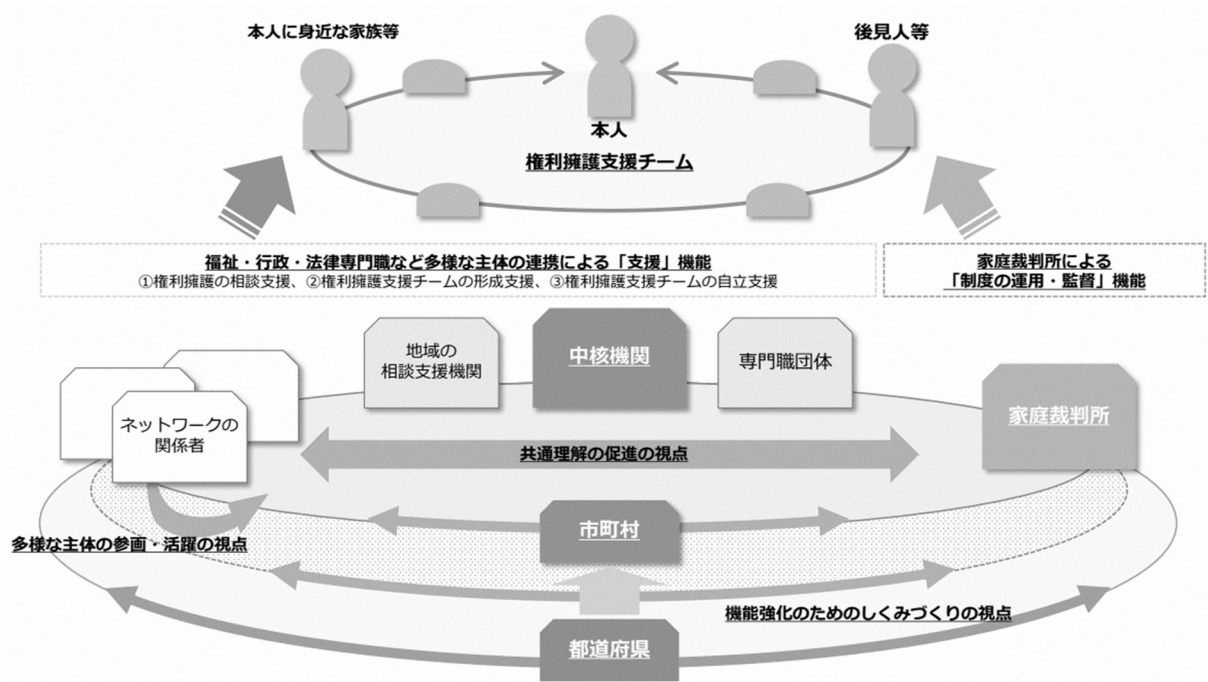 本人に身近な家族等
後見人等
本人
権利擁護支援チーム
福祉・行政・法律専門職など多様な主体の連携による「支援」機能
①権利擁護の相談支援、②権利擁護支援チームの形成支援、③権利擁護支援チームの自立支援
家庭裁判所による
「制度の運用・監督」機能
地域の
相談支援機関
中核機関
専門職団体
家庭裁判所
ネットワークの
関係者
共通理解の促進の視点
市町村
多様な主体の参画・活躍の視点
機能強化のためのしくみづくりの視点
都道府県